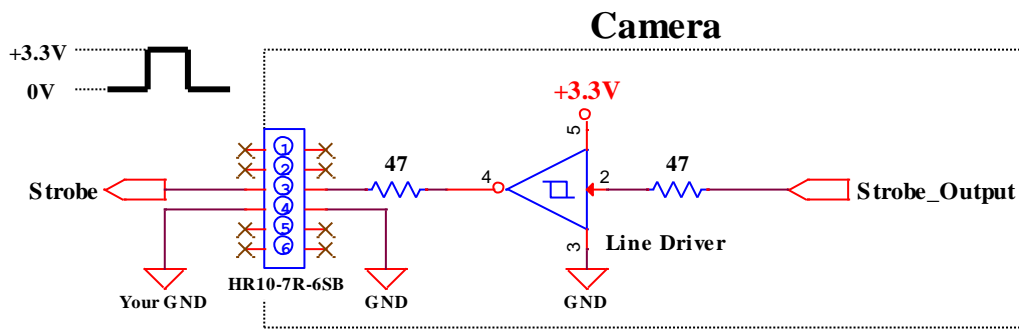 Camera
+3.3V
0V
+3.3V
5
1
2
3
4
5
6
47
4
2
47
Strobe
Strobe_Output
3
Line Driver
HR10-7R-6SB
Your GND
GND
GND